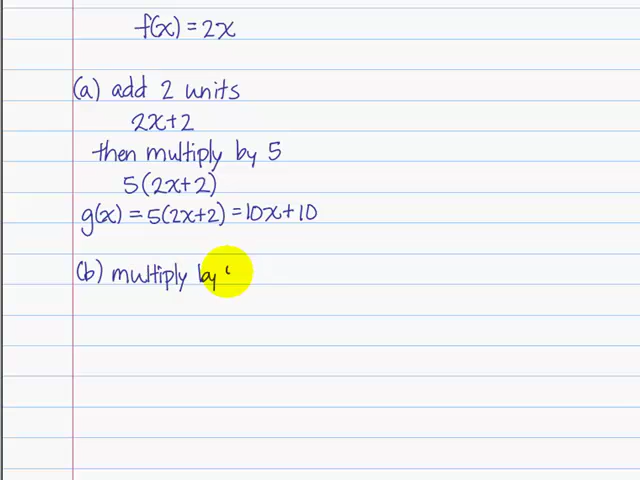 f(x) = 2x
(a) add 2 units
2x+2
then multiply by 5
5(2x+2)
g(x) = 5(2x+2) = 10x+10
(b) multiply by